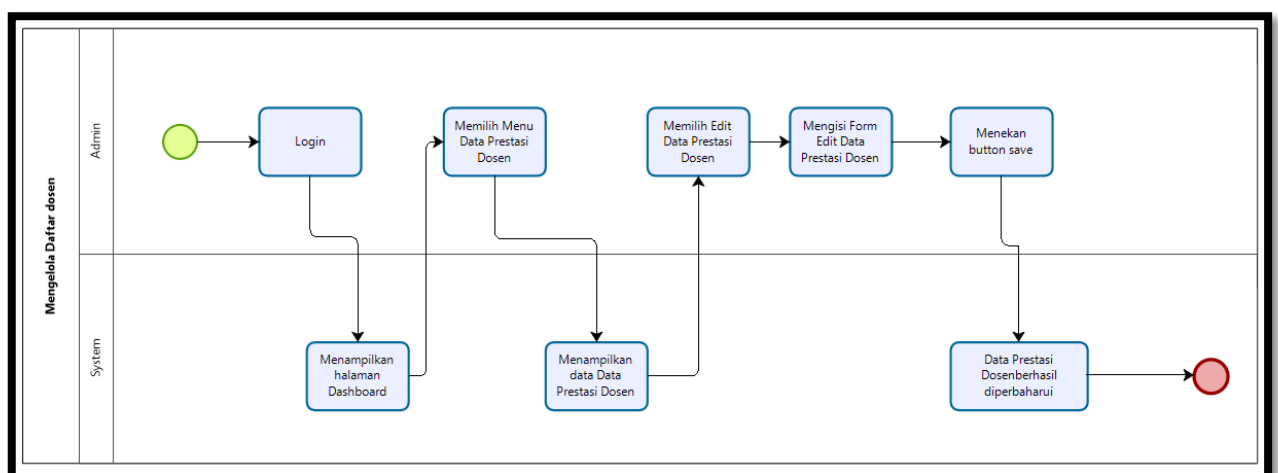 Mengelola Daftar dosen
Admin
Login
Memilih Menu
Data Prestasi
Dosen
Memilih Edit
Data Prestasi
Dosen
Mengisi Form
Edit Data
Prestasi Dosen
Menekan
button save
System
Menampilkan
halaman
Dashboard
Menampilkan
data Data
Prestasi Dosen
Data Prestasi
Dosenberhasil
diperbaharui